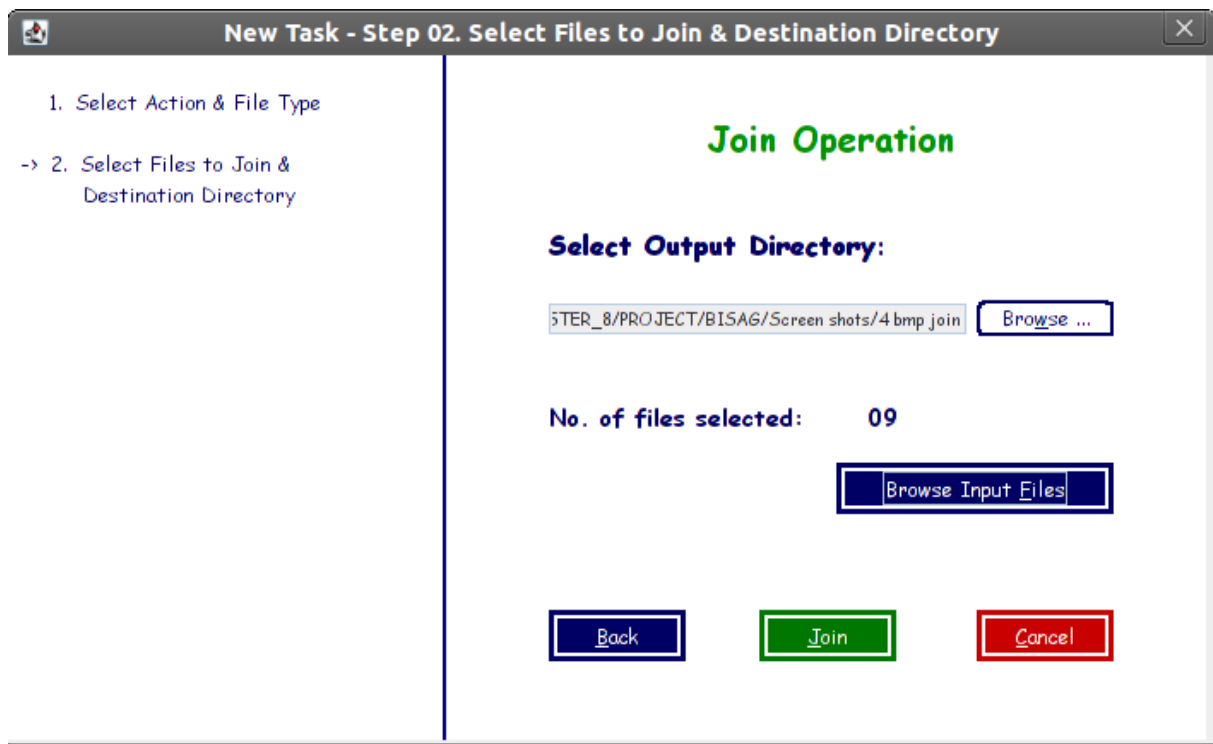 New Task - Step 02. Select Files to Join & Destination Directory
1. Select Action & File Type
-> 2. Select Files to Join &
Destination Directory
Join Operation
Select Output Directory:
STER_8/PROJECT/BISAG/Screen shots/4 bmp join
Browse ...
No. of files selected: 09
Browse Input Files
Back
Join
Cancel